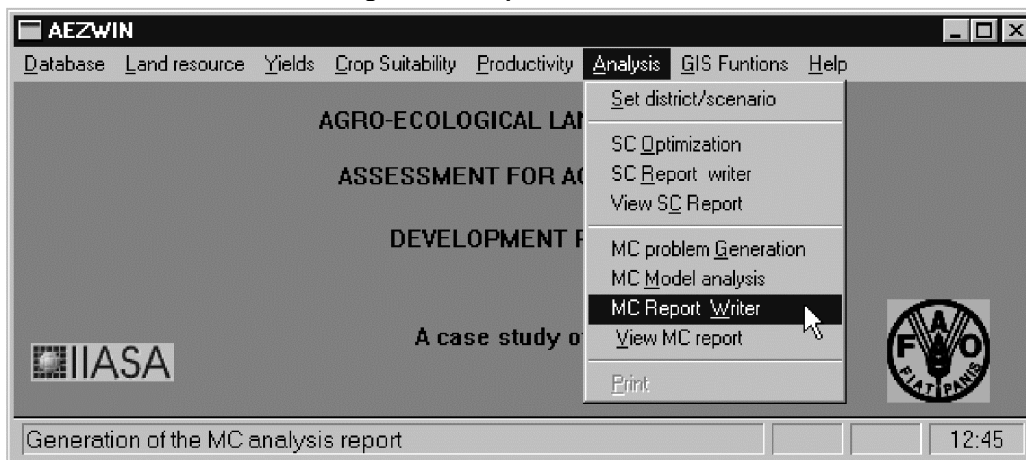 AEZWIN
Database Land resource Yields Crop Suitability Productivity Analysis GIS Funtions Help
Set district/scenario
SC Optimization
SC Report writer
View SC Report
MC problem Generation
MC Model analysis
MC Report Writer
View MC report
Print
AGRO-ECOLOGICAL LAN
ASSESSMENT FOR
DEVELOPMENT
A case study o
IIASA
FAO
FIAT PANIS
Generation of the MC analysis report
12:45